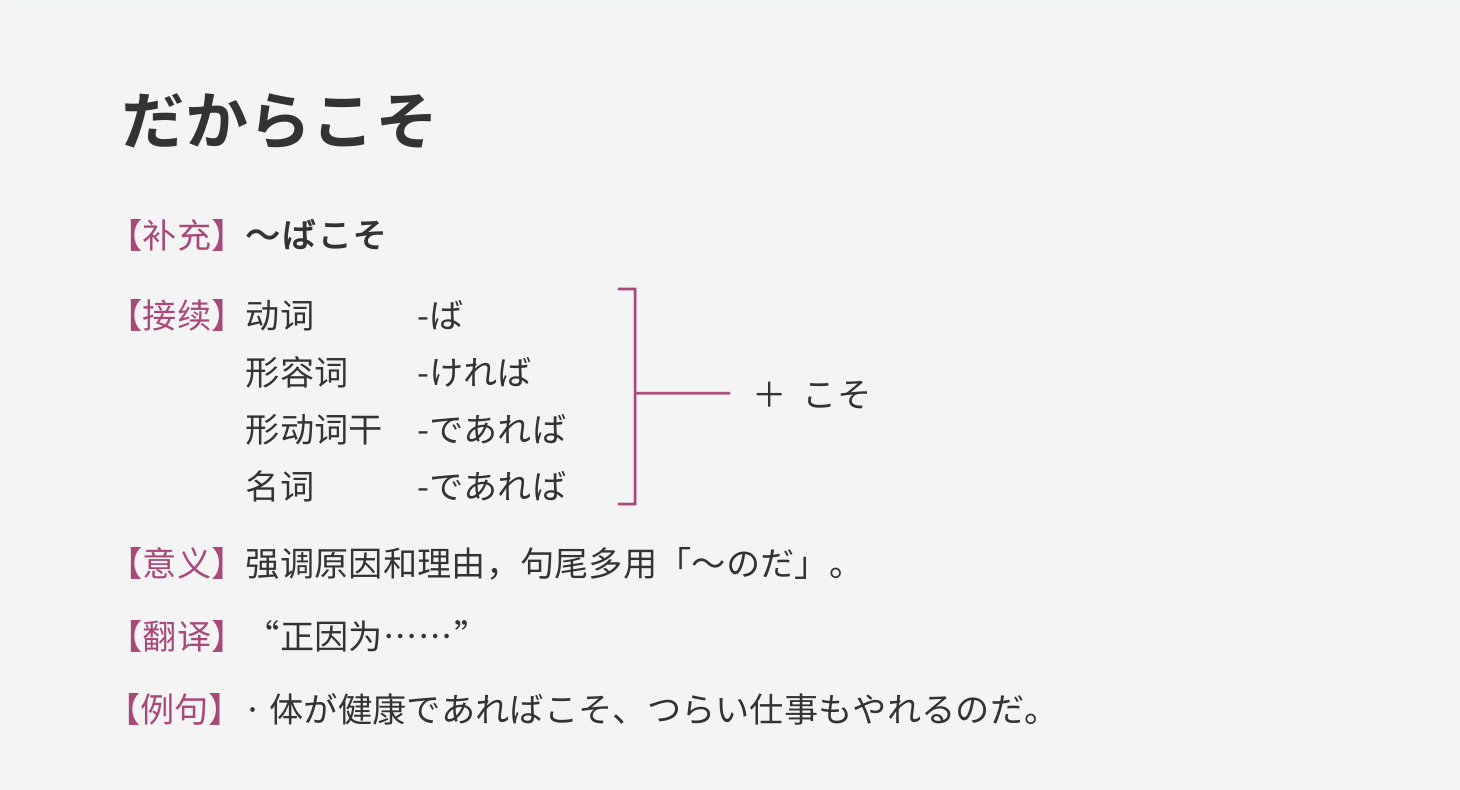 だからこそ
【补充】～ばこそ
【接续】动词 -ば
形容词 -ければ
＋ こそ
形动词干 -であれば
名词 -であれば
【意义】强调原因和理由，句尾多用「～のだ」。
【翻译】“正因为……”
【例句】· 体が健康であればこそ、つらい仕事もやれるのだ。